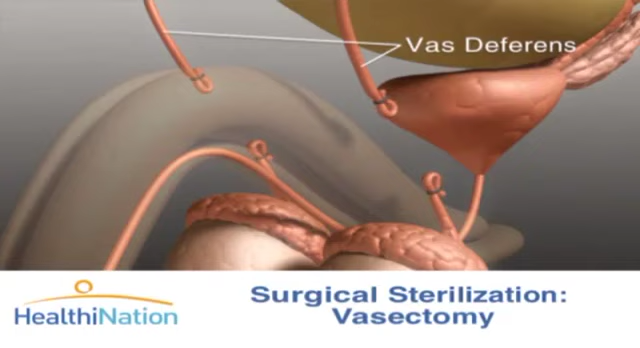 Vas Deferens
HealthiNation
Surgical Sterilization:
Vasectomy